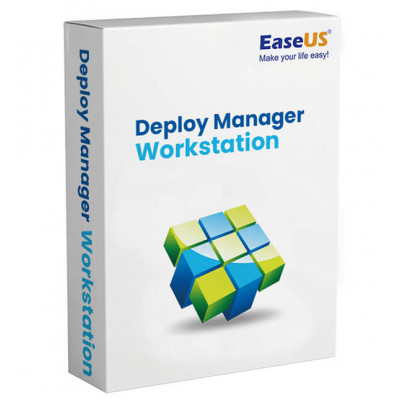 EaseUS®
Make your life easy!
Deploy Manager
Workstation
Deploy Manager Workstation